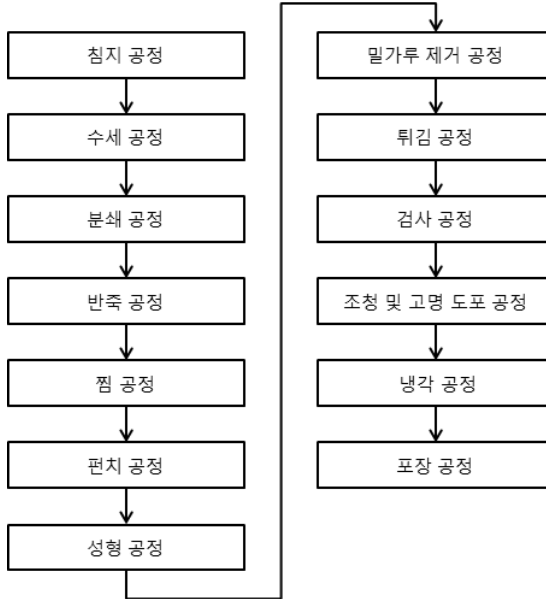 침지 공정
수세 공정
분쇄 공정
반죽 공정
찜 공정
펀치 공정
성형 공정
밀가루 제거 공정
튀김 공정
검사 공정
조청 및 고명 도포 공정
냉각 공정
포장 공정